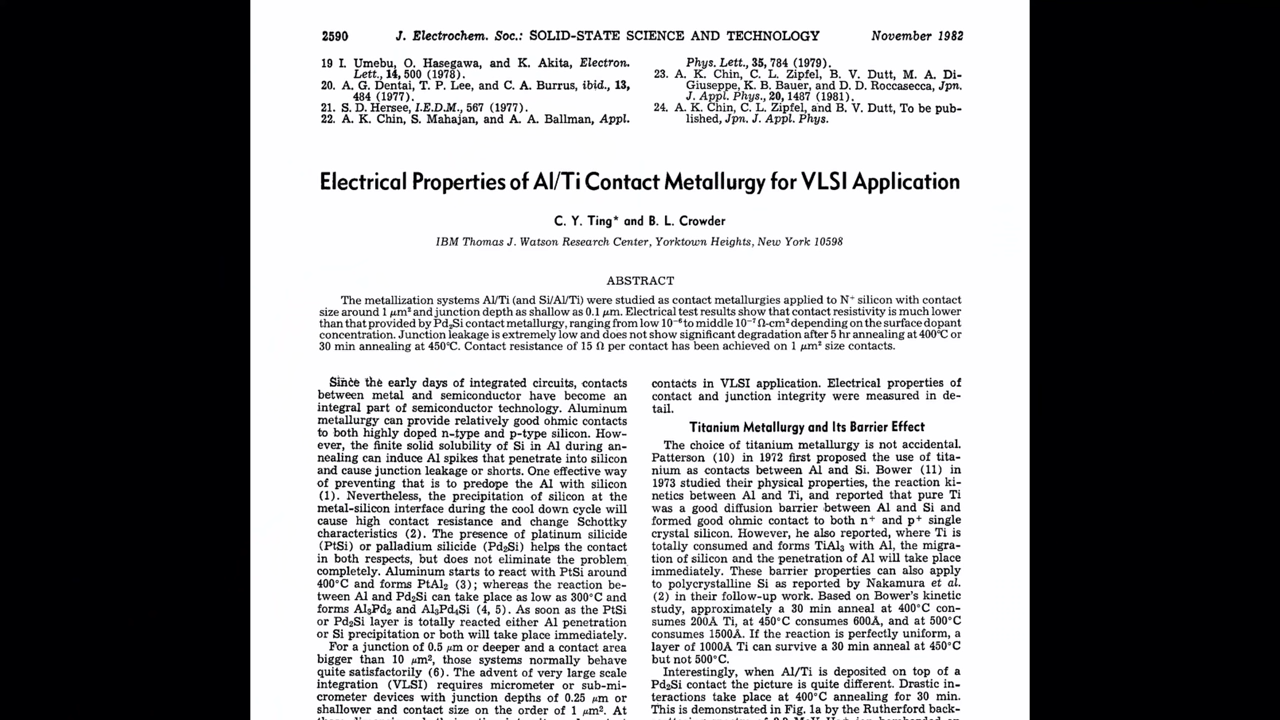 2590 J. Electrochem. Soc.: SOLID-STATE SCIENCE AND TECHNOLOGY November 1982
19 I. Umebu, O. Hasegawa, and K. Akita, Electron.
Lett., 14, 500 (1978).
20. A. G. Dentai, T. P. Lee, and C. A. Burrus, ibid., 13,
484 (1977).
21. S. D. Hersee, I.E.D.M., 567 (1977).
22. A. K. Chin, S. Mahajan, and A. A. Ballman, Appl.
Phys. Lett., 35, 784 (1979).
23. A. K. Chin, C. L. Zipfel, B. V. Dutt, M. A. Di-
Giuseppe, K. B. Bauer, and D. D. Roccasecca, Jpn.
J. Appl. Phys., 20, 1487 (1981).
24. A. K. Chin, C. L. Zipfel, and B. V. Dutt, To be pub-
lished, Jpn. J. Appl. Phys.
Electrical Properties of Al/Ti Contact Metallurgy for VLSI Application
C. Y. Ting* and B. L. Crowder
IBM Thomas J. Watson Research Center, Yorktown Heights, New York 10598
ABSTRACT
The metallization systems Al/Ti (and Si/Al/Ti) were studied as contact metallurgies applied to N⁺ silicon with contact
size around 1 μm² and junction depth as shallow as 0.1 μm. Electrical test results show that contact resistivity is much lower
than that provided by Pd₂Si contact metallurgy, ranging from low 10⁻⁶ to middle 10⁻⁷ Ω-cm² depending on the surface dopant
concentration. Junction leakage is extremely low and does not show significant degradation after 5 hr annealing at 400°C or
30 min annealing at 450°C. Contact resistance of 15 Ω per contact has been achieved on 1 μm² size contacts.
Since the early days of integrated circuits, contacts
between metal and semiconductor have become an
integral part of semiconductor technology. Aluminum
metallurgy can provide relatively good ohmic contacts
to both highly doped n-type and p-type silicon. How-
ever, the finite solid solubility of Si in Al during an-
nealing can induce Al spikes that penetrate into silicon
and cause junction leakage or shorts. One effective way
of preventing that is to predope the Al with silicon
(1). Nevertheless, the precipitation of silicon at the
metal-silicon interface during the cool down cycle will
cause high contact resistance and change Schottky
characteristics (2). The presence of platinum silicide
(PtSi) or palladium silicide (Pd₂Si) helps the contact
in both respects, but does not eliminate the problem
completely. Aluminum starts to react with PtSi around
400°C and forms PtAl₂ (3); whereas the reaction be-
tween Al and Pd₂Si can take place as low as 300°C and
forms Al₃Pd₂ and Al₃Pd₄Si (4, 5). As soon as the PtSi
or Pd₂Si layer is totally reacted either Al penetration
or Si precipitation or both will take place immediately.
For a junction of 0.5 μm or deeper and a contact area
bigger than 10 μm², those systems normally behave
quite satisfactorily (6). The advent of very large scale
integration (VLSI) requires micrometer or sub-mi-
crometer devices with junction depths of 0.25 μm or
shallower and contact size on the order of 1 μm². At
contacts in VLSI application. Electrical properties of
contact and junction integrity were measured in de-
tail.
Titanium Metallurgy and Its Barrier Effect
The choice of titanium metallurgy is not accidental.
Patterson (10) in 1972 first proposed the use of tita-
nium as contacts between Al and Si. Bower (11) in
1973 studied their physical properties, the reaction ki-
netics between Al and Ti, and reported that pure Ti
was a good diffusion barrier between Al and Si and
formed good ohmic contact to both n⁺ and p⁺ single
crystal silicon. However, he also reported, where Ti is
totally consumed and forms TiAl₃ with Al, the migra-
tion of silicon and the penetration of Al will take place
immediately. These barrier properties can also apply
to polycrystalline Si as reported by Nakamura et al.
(2) in their follow-up work. Based on Bower's kinetic
study, approximately a 30 min anneal at 400°C con-
sumes 200Å Ti, at 450°C consumes 600Å, and at 500°C
consumes 1500Å. If the reaction is perfectly uniform, a
layer of 1000Å Ti can survive a 30 min anneal at 450°C
but not 500°C.
Interestingly, when Al/Ti is deposited on top of a
Pd₂Si contact the picture is quite different. Drastic in-
teractions take place at 400°C annealing for 30 min.
This is demonstrated in Fig. 1a by the Rutherford back-